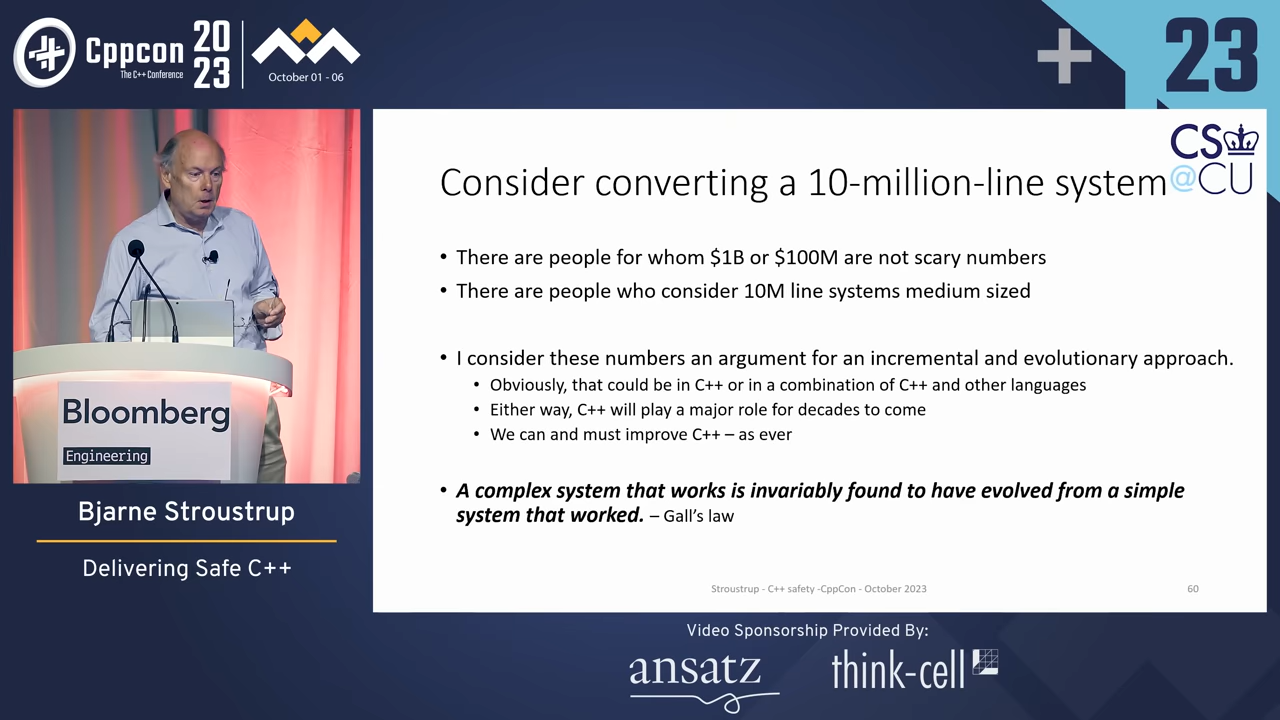 Cppcon
The C++ Conference
20
23
October 01 - 06
23
CS
@CU
Consider converting a 10-million-line system
• There are people for whom $1B or $100M are not scary numbers
• There are people who consider 10M line systems medium sized
• I consider these numbers an argument for an incremental and evolutionary approach.
• Obviously, that could be in C++ or in a combination of C++ and other languages
• Either way, C++ will play a major role for decades to come
• We can and must improve C++ – as ever
• A complex system that works is invariably found to have evolved from a simple
system that worked. – Gall's law
Stroustrup - C++ safety -CppCon - October 2023
60
Bloomberg
Engineering
Bjarne Stroustrup
Delivering Safe C++
Video Sponsorship Provided By:
ansatz
think-cell